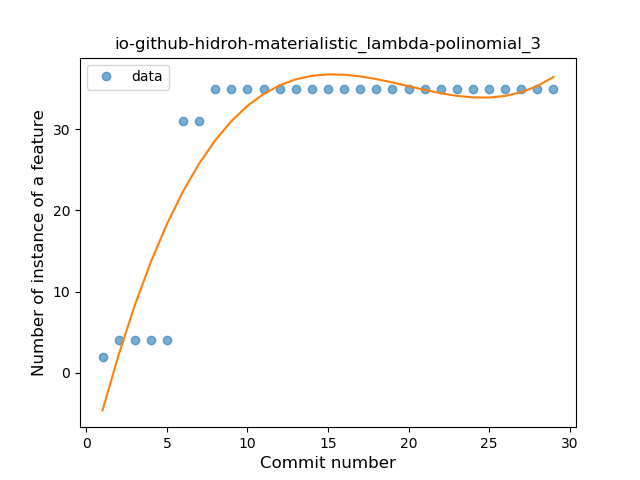 io-github-hidroh-materialistic_lambda-polinomial_3
data
Number of instance of a feature
30
20
10
0
0 5 10 15 20 25 30
Commit number